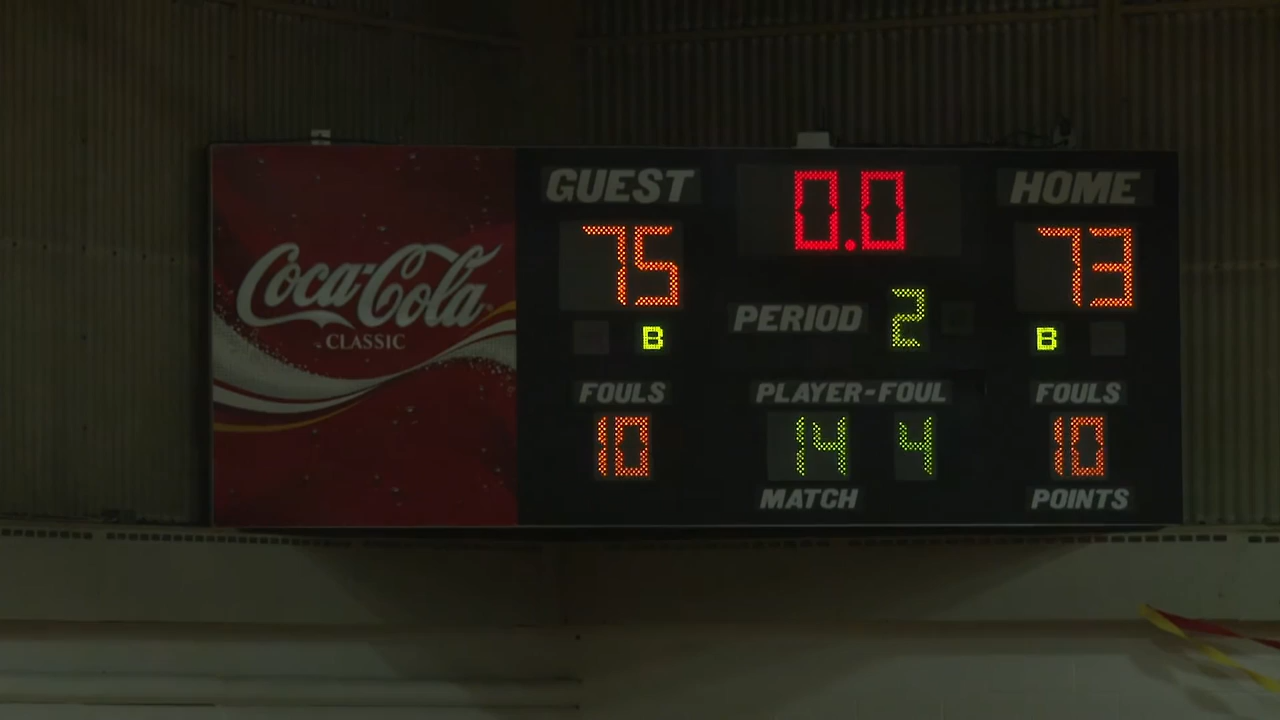 Coca-Cola
CLASSIC
GUEST 0.0 HOME
75 73
PERIOD 2
B B
FOULS PLAYER-FOUL FOULS
10 14 4 10
MATCH POINTS